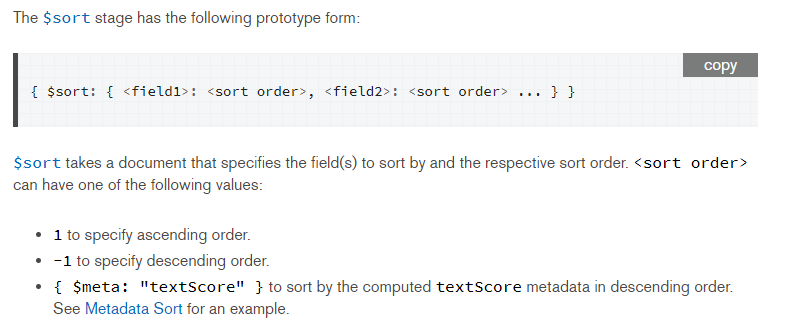 The $sort stage has the following prototype form:
copy
{ $sort: { <field1>: <sort order>, <field2>: <sort order> ... } }
$sort takes a document that specifies the field(s) to sort by and the respective sort order. <sort order>
can have one of the following values:
• 1 to specify ascending order.
• -1 to specify descending order.
• { $meta: "textScore" } to sort by the computed textScore metadata in descending order.
See Metadata Sort for an example.